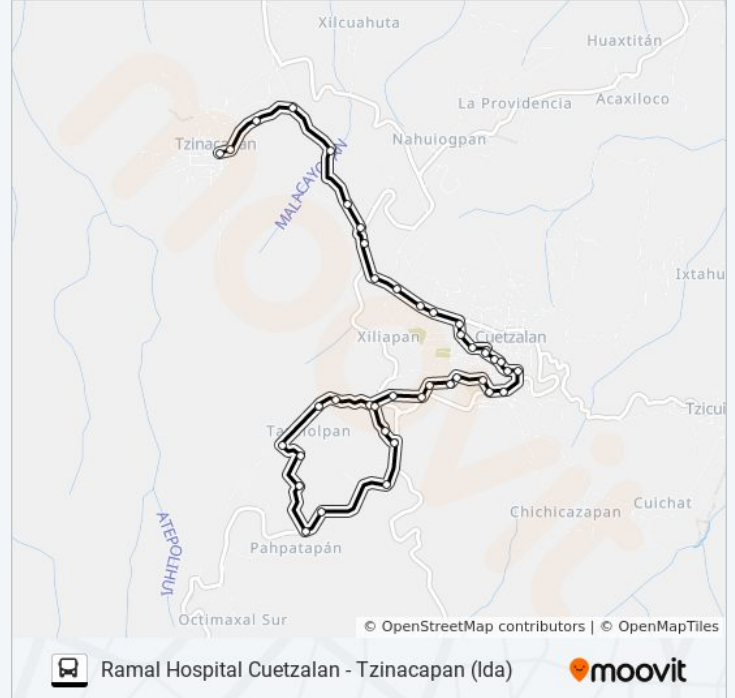 Xilcuahuta
Huaxtitán
La Providencia
Acaxiloco
Nahuiogpan
Tzinacapan
MALACAYOPAN
Ixtahu
Xiliapan
Cuetzalan
Tzicui
Chichicazapan
Cuichat
Pahpatapán
ATEPOLIHUI
Octimaxal Sur
© OpenStreetMap contributors | © OpenMapTiles
Ramal Hospital Cuetzalan - Tzinacapan (Ida)
moovit